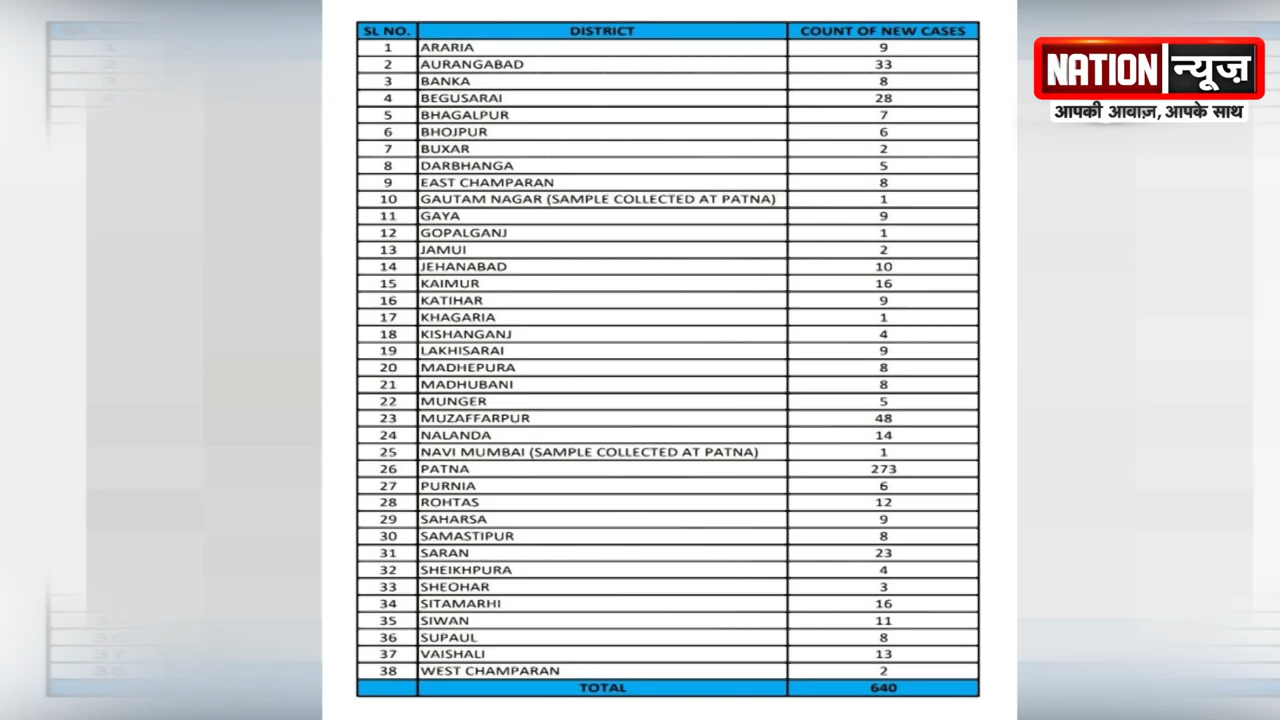 SL NO. DISTRICT COUNT OF NEW CASES
1 ARARIA 9
2 AURANGABAD 33
3 BANKA 8
4 BEGUSARAI 28
5 BHAGALPUR 7
6 BHOJPUR 6
7 BUXAR 2
8 DARBHANGA 5
9 EAST CHAMPARAN 8
10 GAUTAM NAGAR (SAMPLE COLLECTED AT PATNA) 1
11 GAYA 9
12 GOPALGANJ 1
13 JAMUI 2
14 JEHANABAD 10
15 KAIMUR 16
16 KATIHAR 9
17 KHAGARIA 1
18 KISHANGANJ 4
19 LAKHISARAI 9
20 MADHEPURA 8
21 MADHUBANI 8
22 MUNGER 5
23 MUZAFFARPUR 48
24 NALANDA 14
25 NAVI MUMBAI (SAMPLE COLLECTED AT PATNA) 1
26 PATNA 273
27 PURNIA 6
28 ROHTAS 12
29 SAHARSA 9
30 SAMASTIPUR 8
31 SARAN 23
32 SHEIKHPURA 4
33 SHEOHAR 3
34 SITAMARHI 16
35 SIWAN 11
36 SUPAUL 8
37 VAISHALI 13
38 WEST CHAMPARAN 2
TOTAL 640
NATION न्यूज़
आपकी आवाज़, आपके साथ